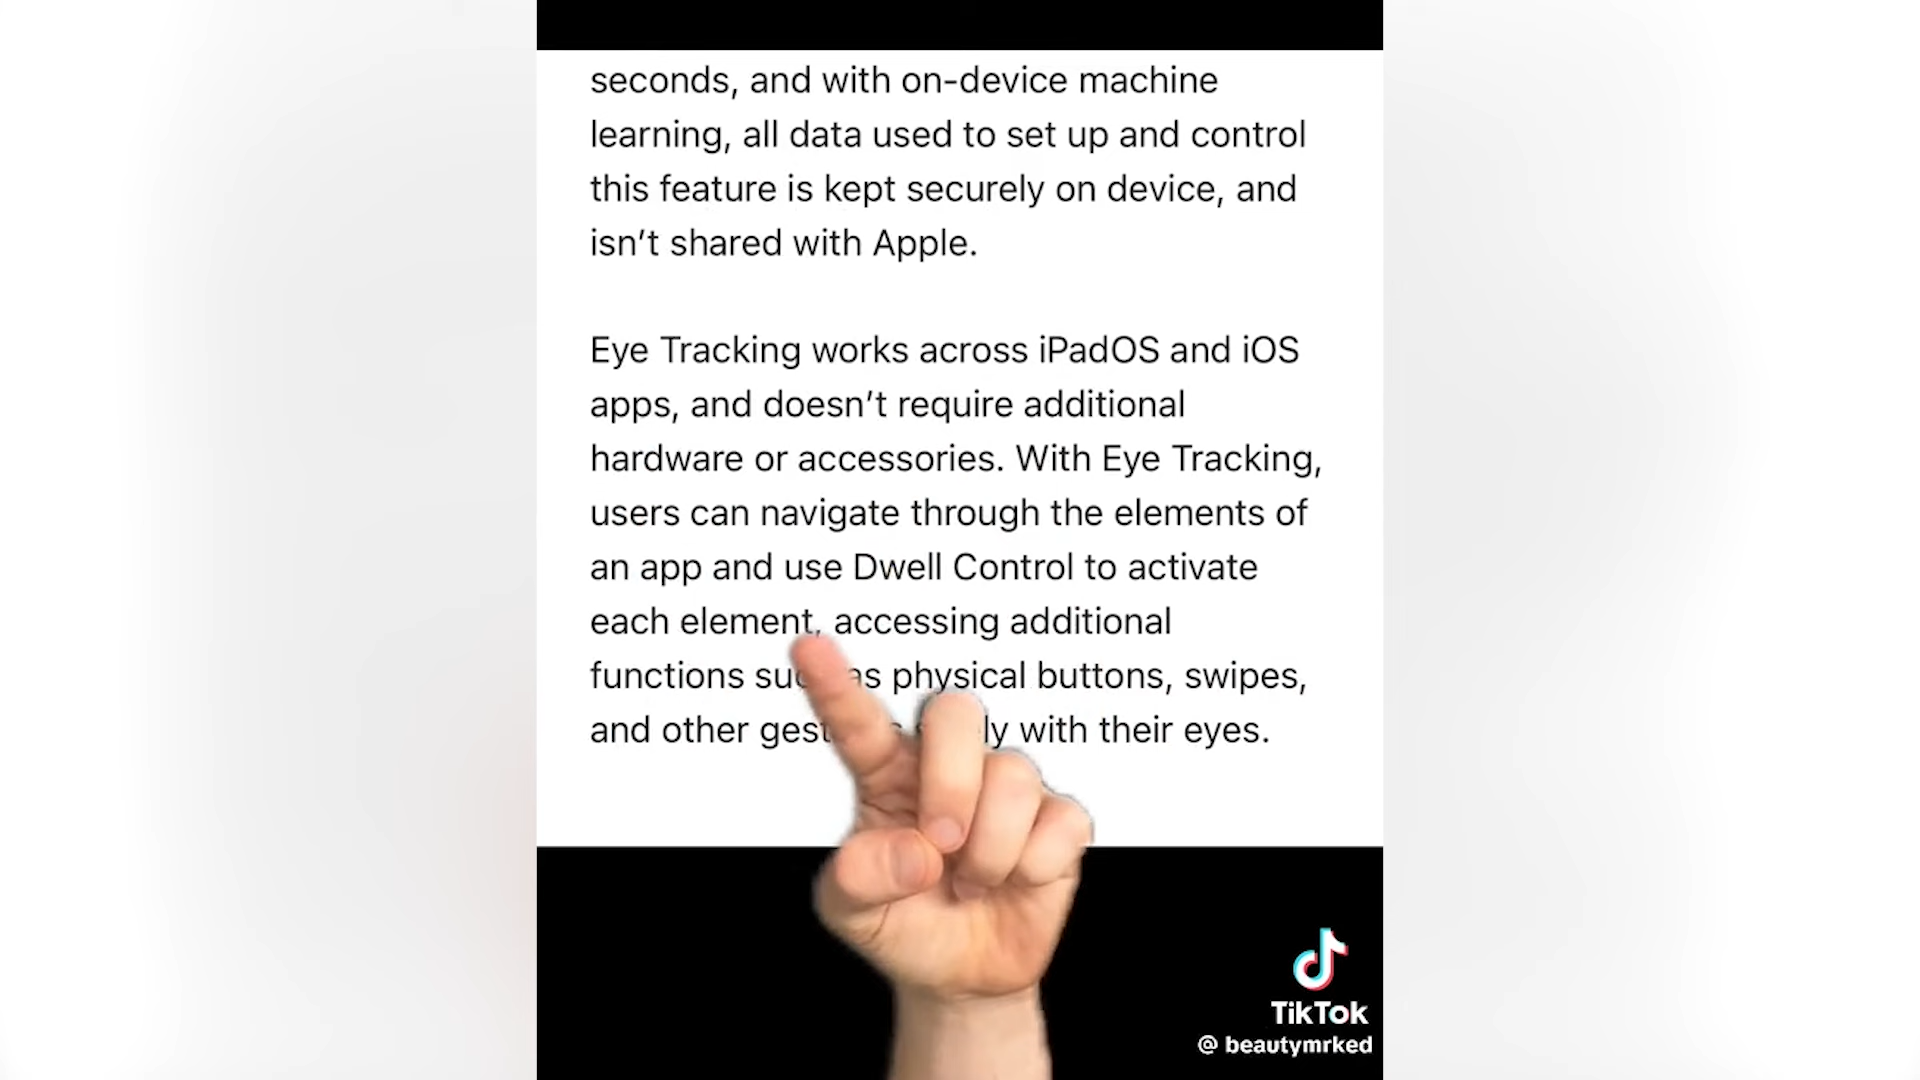 seconds, and with on-device machine
learning, all data used to set up and control
this feature is kept securely on device, and
isn't shared with Apple.
Eye Tracking works across iPadOS and iOS
apps, and doesn't require additional
hardware or accessories. With Eye Tracking,
users can navigate through the elements of
an app and use Dwell Control to activate
each element, accessing additional
functions physical buttons, swipes,
and other with their eyes.
TikTok
@ beautymrked